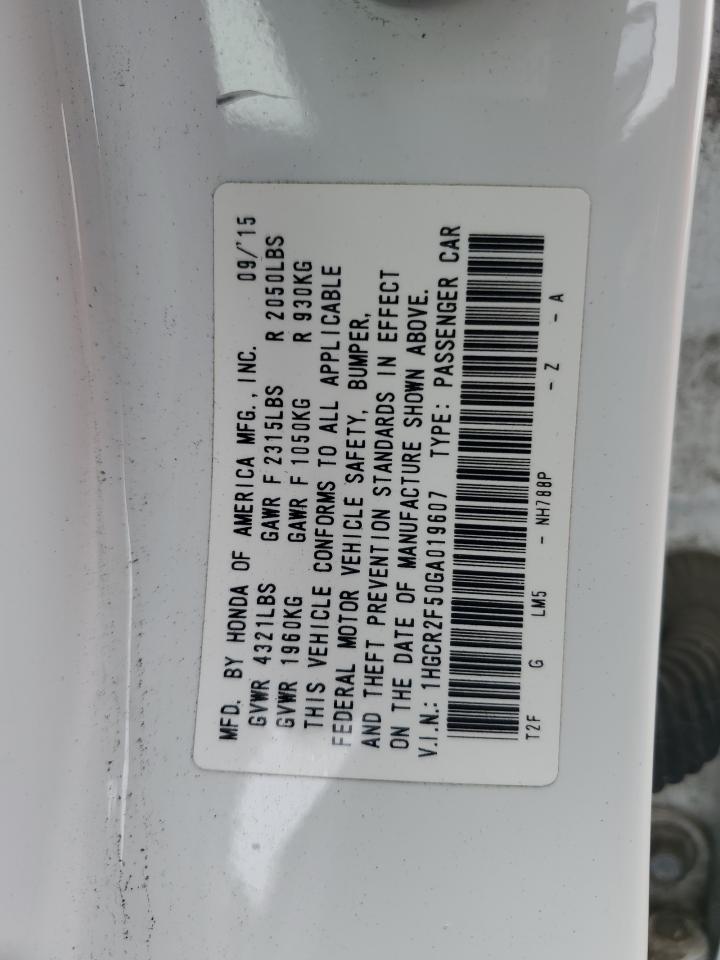 MFD. BY HONDA OF AMERICA MFG., INC. 09/'15
GVWR 4321LBS GAWR F 2315LBS R 2050LBS
GVWR 1960KG GAWR F 1050KG R 930KG
THIS VEHICLE CONFORMS TO ALL APPLICABLE
FEDERAL MOTOR VEHICLE SAFETY, BUMPER,
AND THEFT PREVENTION STANDARDS IN EFFECT
ON THE DATE OF MANUFACTURE SHOWN ABOVE.
V.I.N.: 1HGCR2F50GA019607 TYPE: PASSENGER CAR
T2F G LM5 - NH788P - Z - A